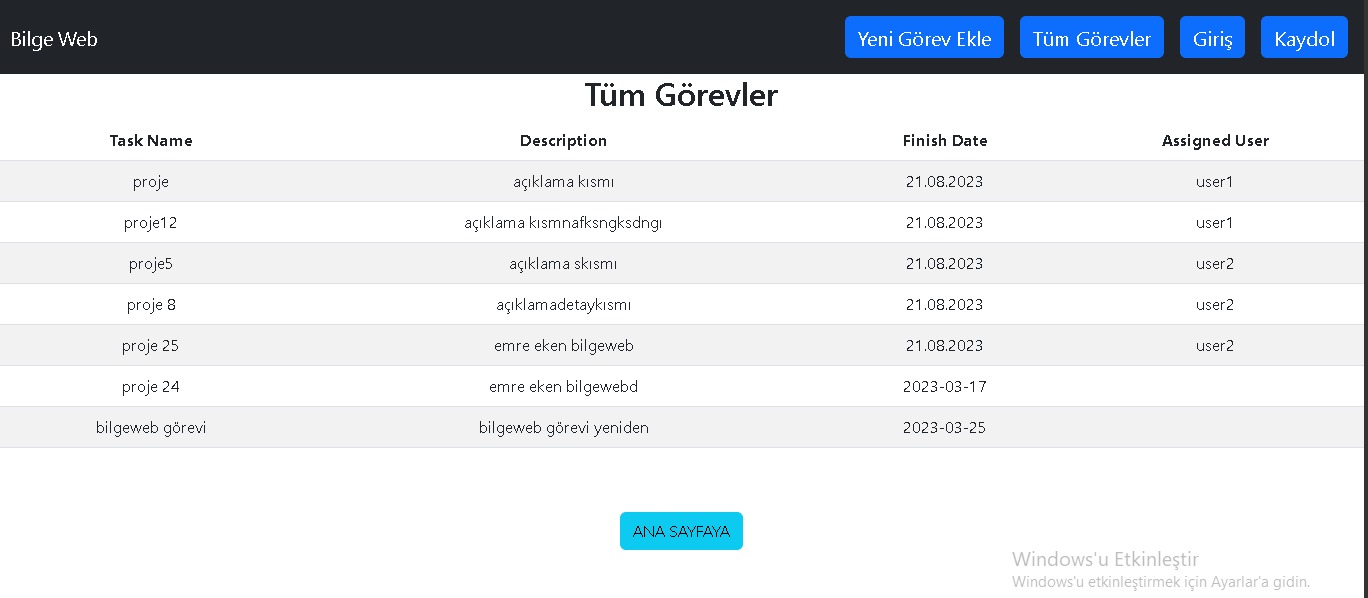 Bilge Web Yeni Görev Ekle Tüm Görevler Giriş Kaydol
Tüm Görevler
Task Name Description Finish Date Assigned User
proje açıklama kısmı 21.08.2023 user1
proje12 açıklama kısmnafksngksdngı 21.08.2023 user1
proje5 açıklama skısmı 21.08.2023 user2
proje 8 açıklamadetaykısmı 21.08.2023 user2
proje 25 emre eken bilgeweb 21.08.2023 user2
proje 24 emre eken bilgewebd 2023-03-17
bilgeweb görevi bilgeweb görevi yeniden 2023-03-25
ANA SAYFAYA
Windows'u Etkinleştir
Windows'u etkinleştirmek için Ayarlar'a gidin.